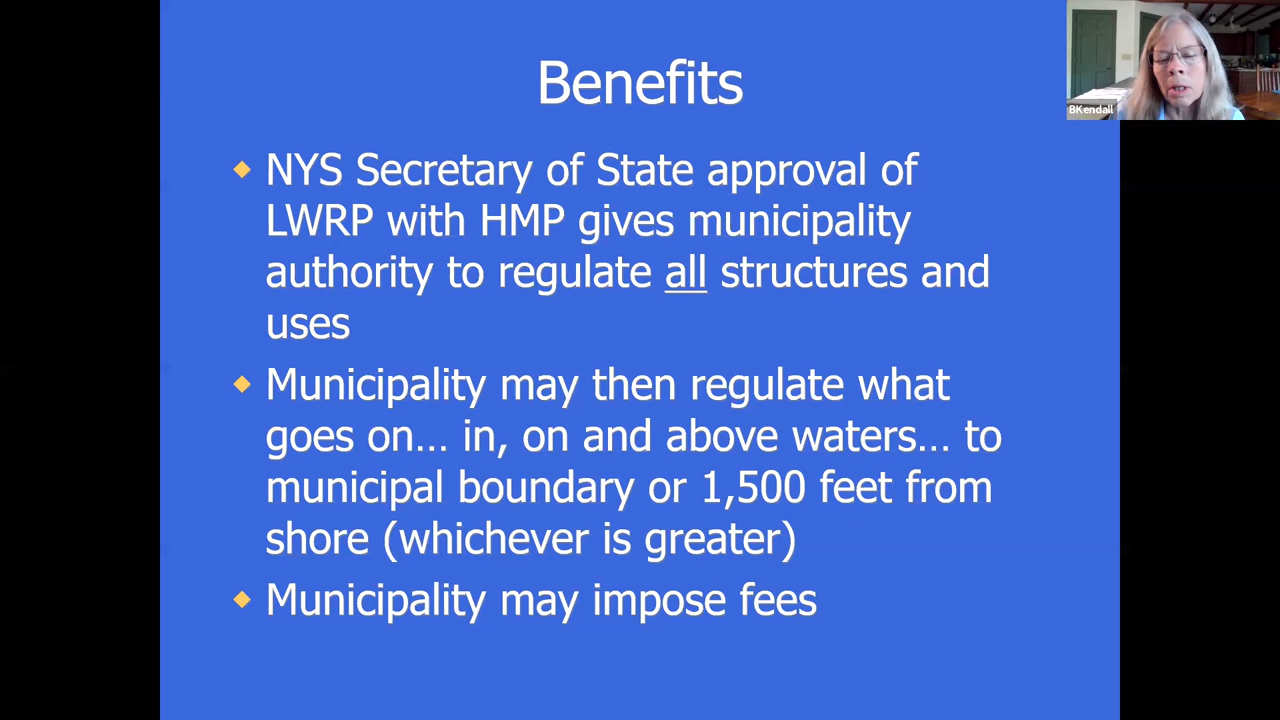 Benefits
NYS Secretary of State approval of
LWRP with HMP gives municipality
authority to regulate all structures and
uses
Municipality may then regulate what
goes on… in, on and above waters… to
municipal boundary or 1,500 feet from
shore (whichever is greater)
Municipality may impose fees
BKendall